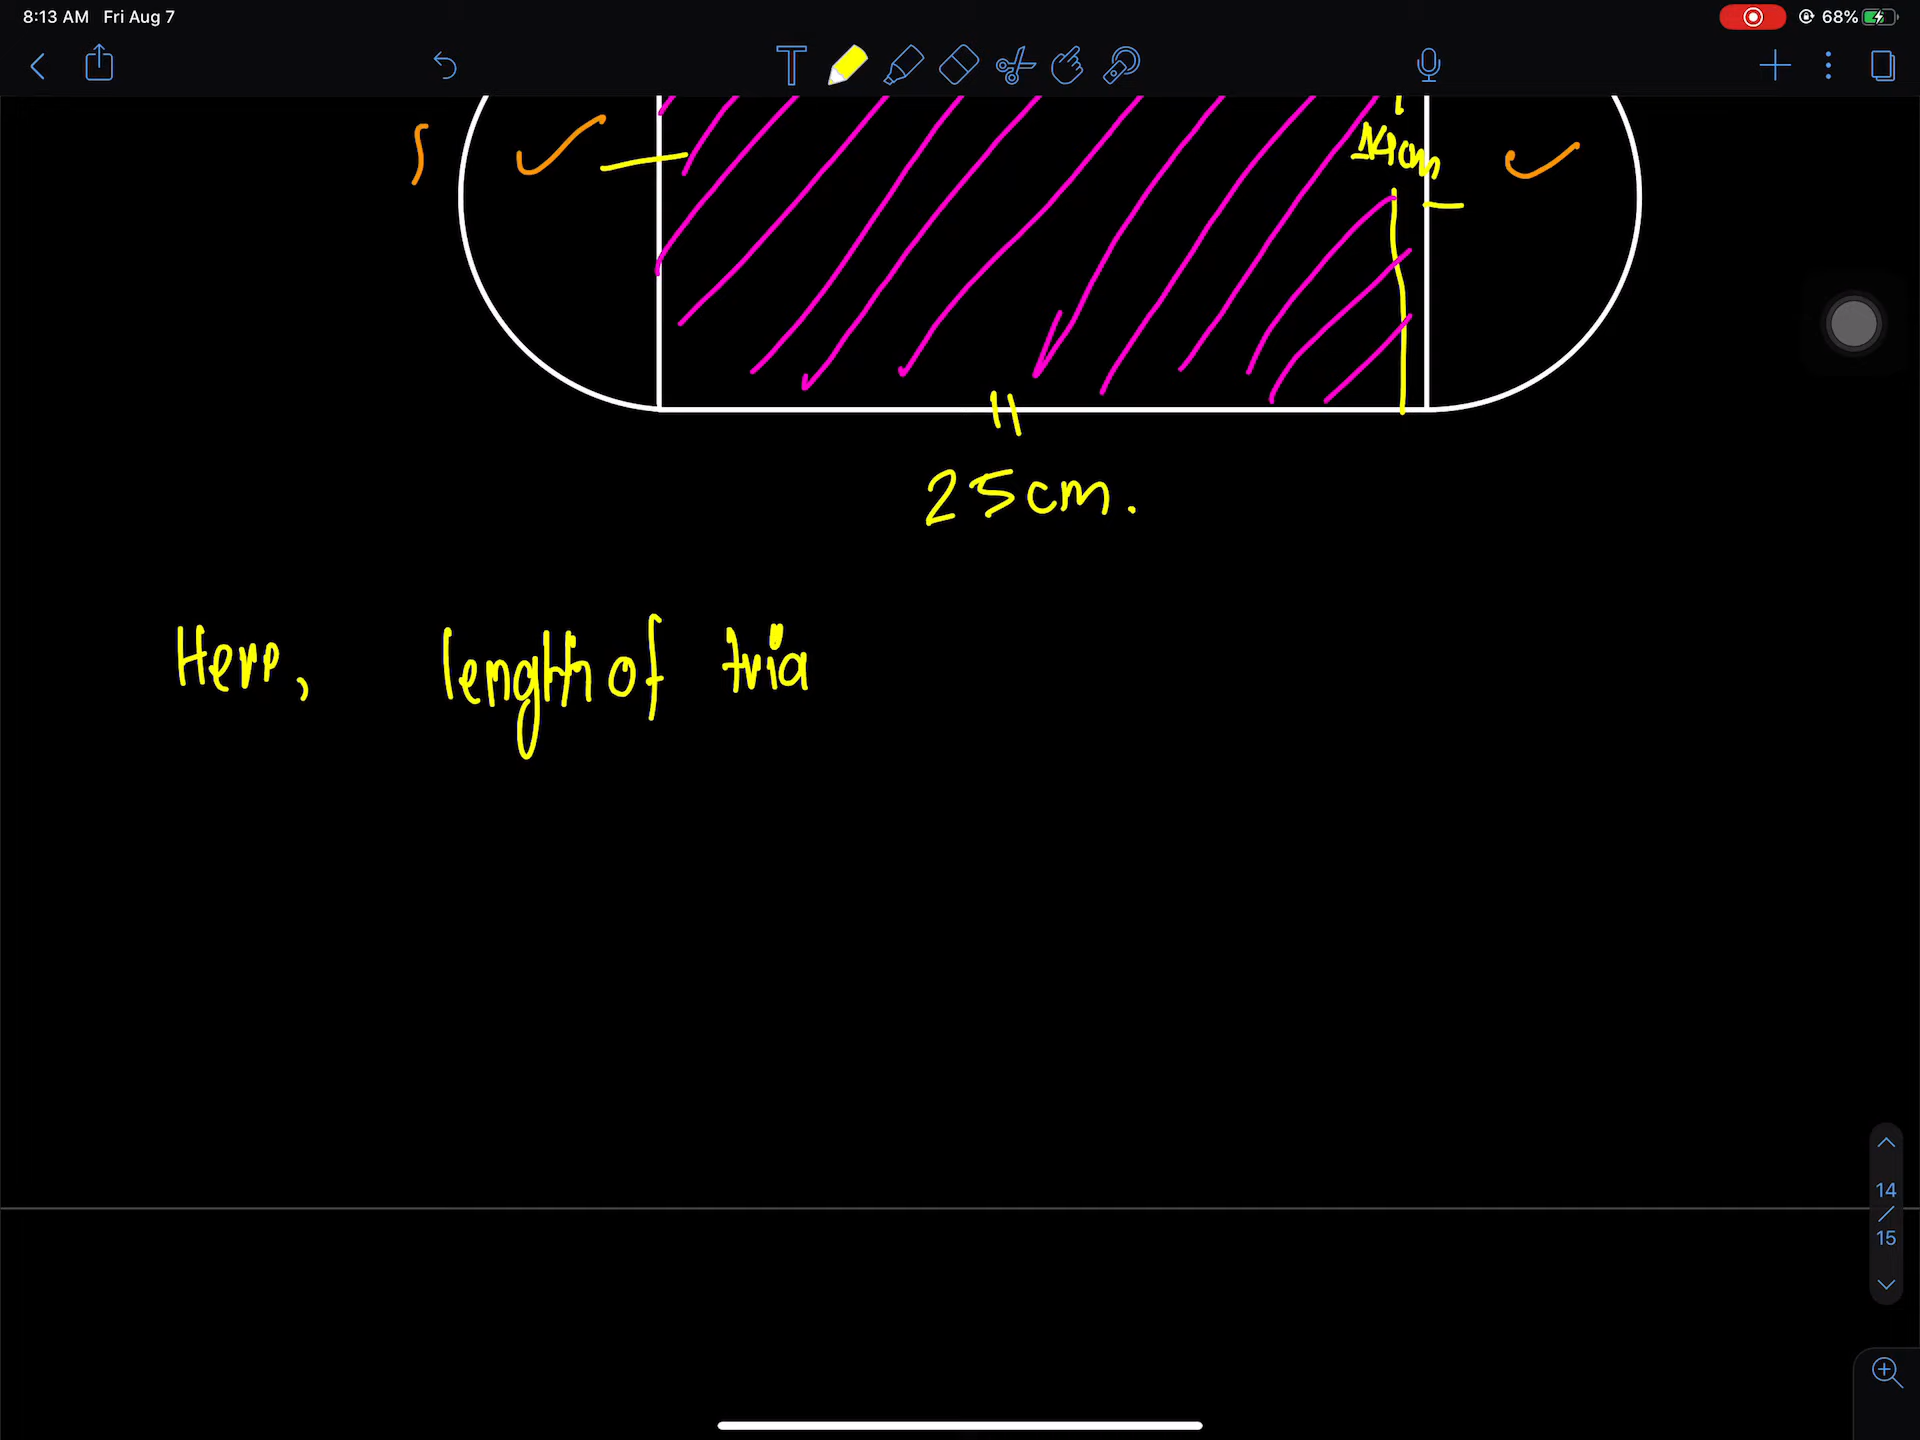 8:13 AM Fri Aug 7
68%
T
14cm
25cm.
Here, length of tria
14
/
15